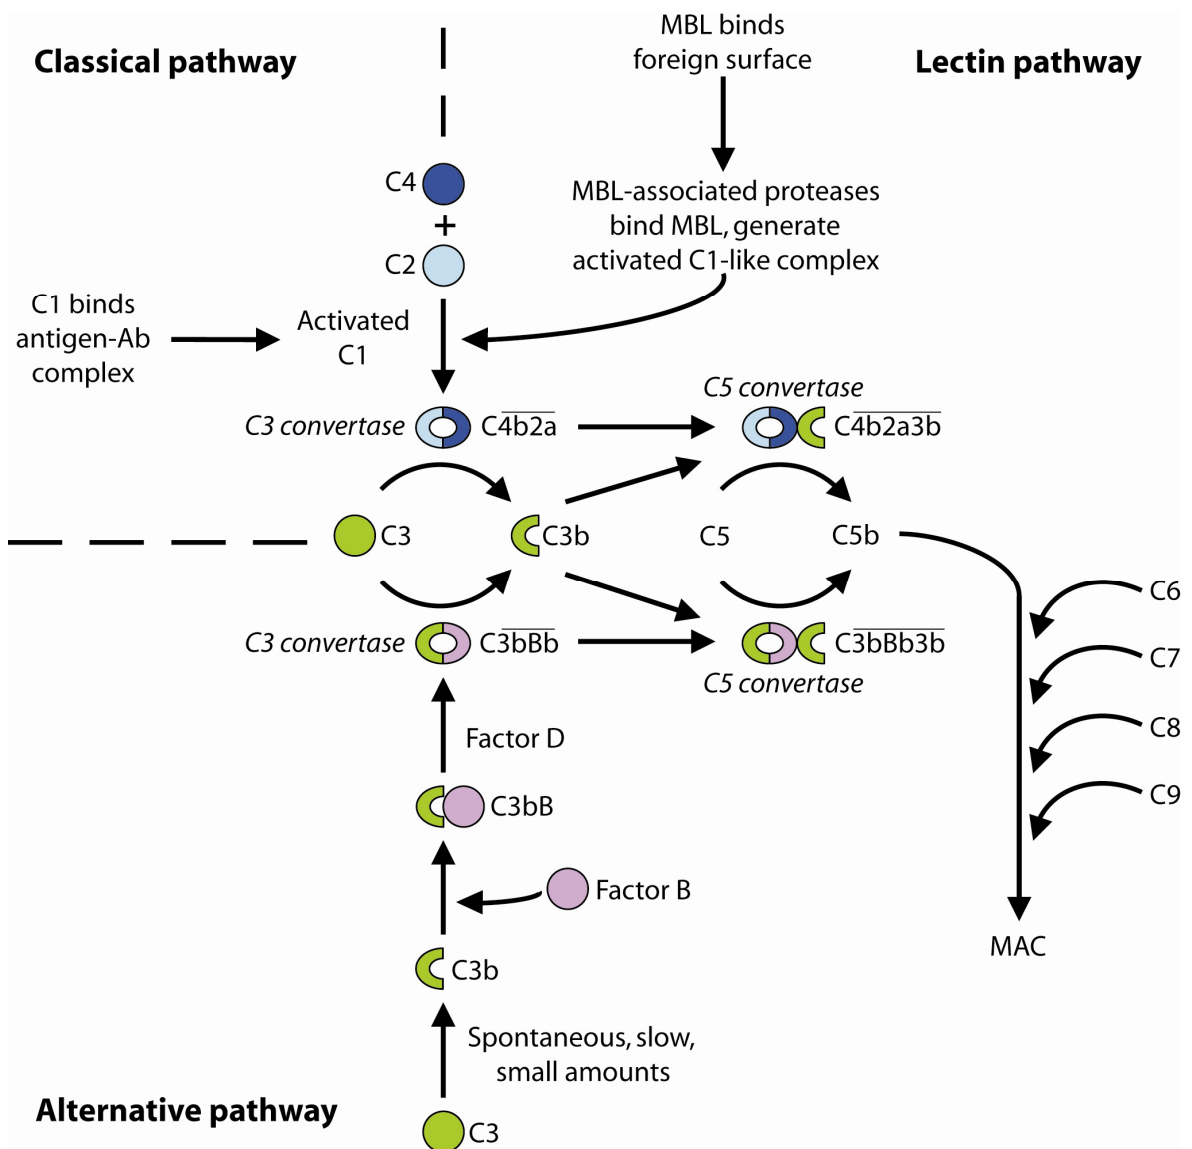 Classical pathway
MBL binds
foreign surface
Lectin pathway
C4
+
C2
MBL-associated proteases
bind MBL, generate
activated C1-like complex
C1 binds
antigen-Ab
complex
Activated
C1
C3 convertase
C4b2a
C5 convertase
C4b2a3b
C3
C3b
C5
C5b
C3 convertase
C3bBb
C3bBb3b
C5 convertase
C6
C7
C8
C9
MAC
Factor D
C3bB
Factor B
C3b
Spontaneous, slow,
small amounts
C3
Alternative pathway